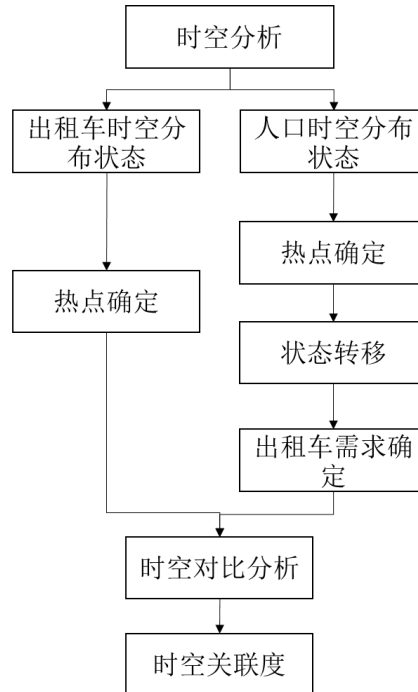 时空分析
出租车时空分
布状态
人口时空分布
状态
热点确定
热点确定
状态转移
出租车需求确
定
时空对比分析
时空关联度